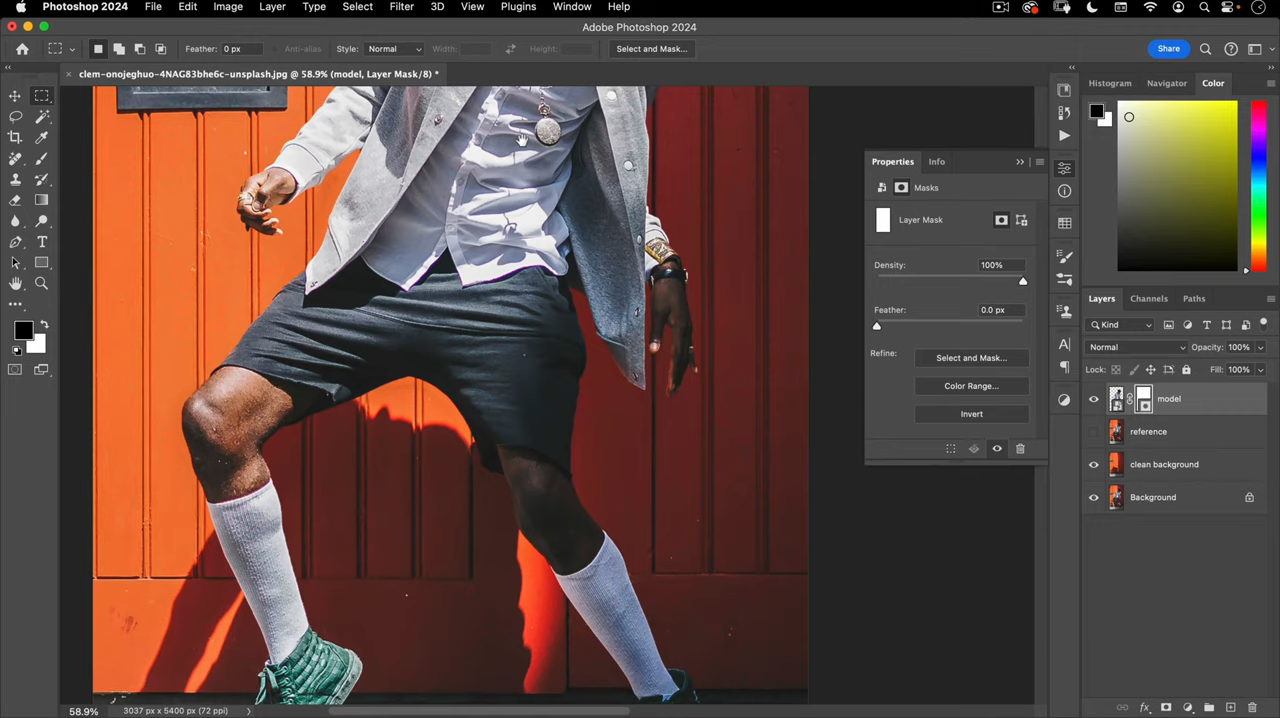 Photoshop 2024 File Edit Image Layer Type Select Filter 3D View Plugins Window Help
Adobe Photoshop 2024
Feather: 0 px Anti-alias Style: Normal Width: Height: Select and Mask... Share
clem-onojeghuo-4NAG83bhe6c-unsplash.jpg @ 58.9% (model, Layer Mask/8) *
Histogram Navigator Color
Properties Info
Masks
Layer Mask
Density: 100%
Feather: 0.0 px
Refine: Select and Mask...
Color Range...
Invert
Layers Channels Paths
Kind
Normal Opacity: 100%
Lock: Fill: 100%
model
reference
clean background
Background
58.9% 3037 px x 5400 px (72 ppi)